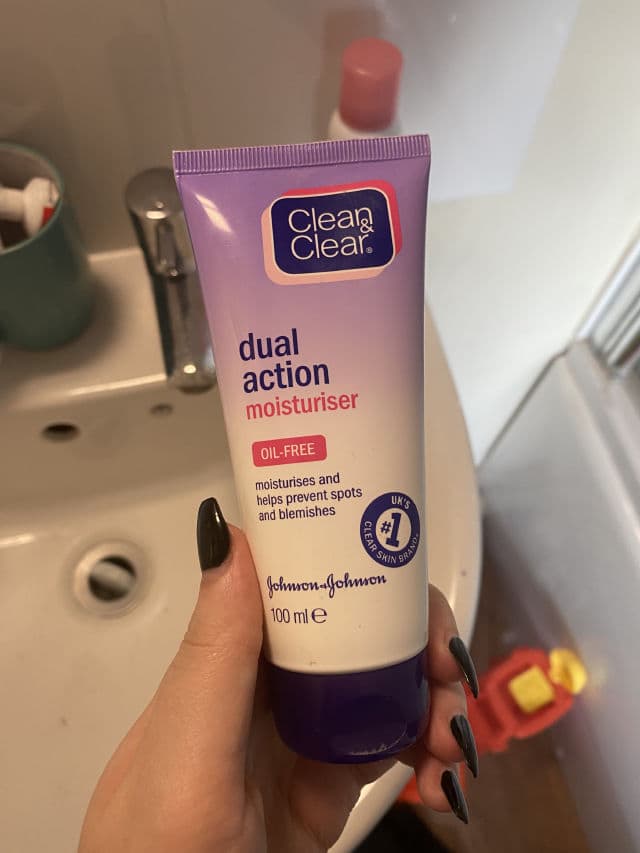 Clean
&
Clear®
dual
action
moisturiser
OIL-FREE
moisturises and
helps prevent spots
and blemishes
UK'S
#1
CLEAR SKIN BRAND
Johnson+Johnson
100 ml e